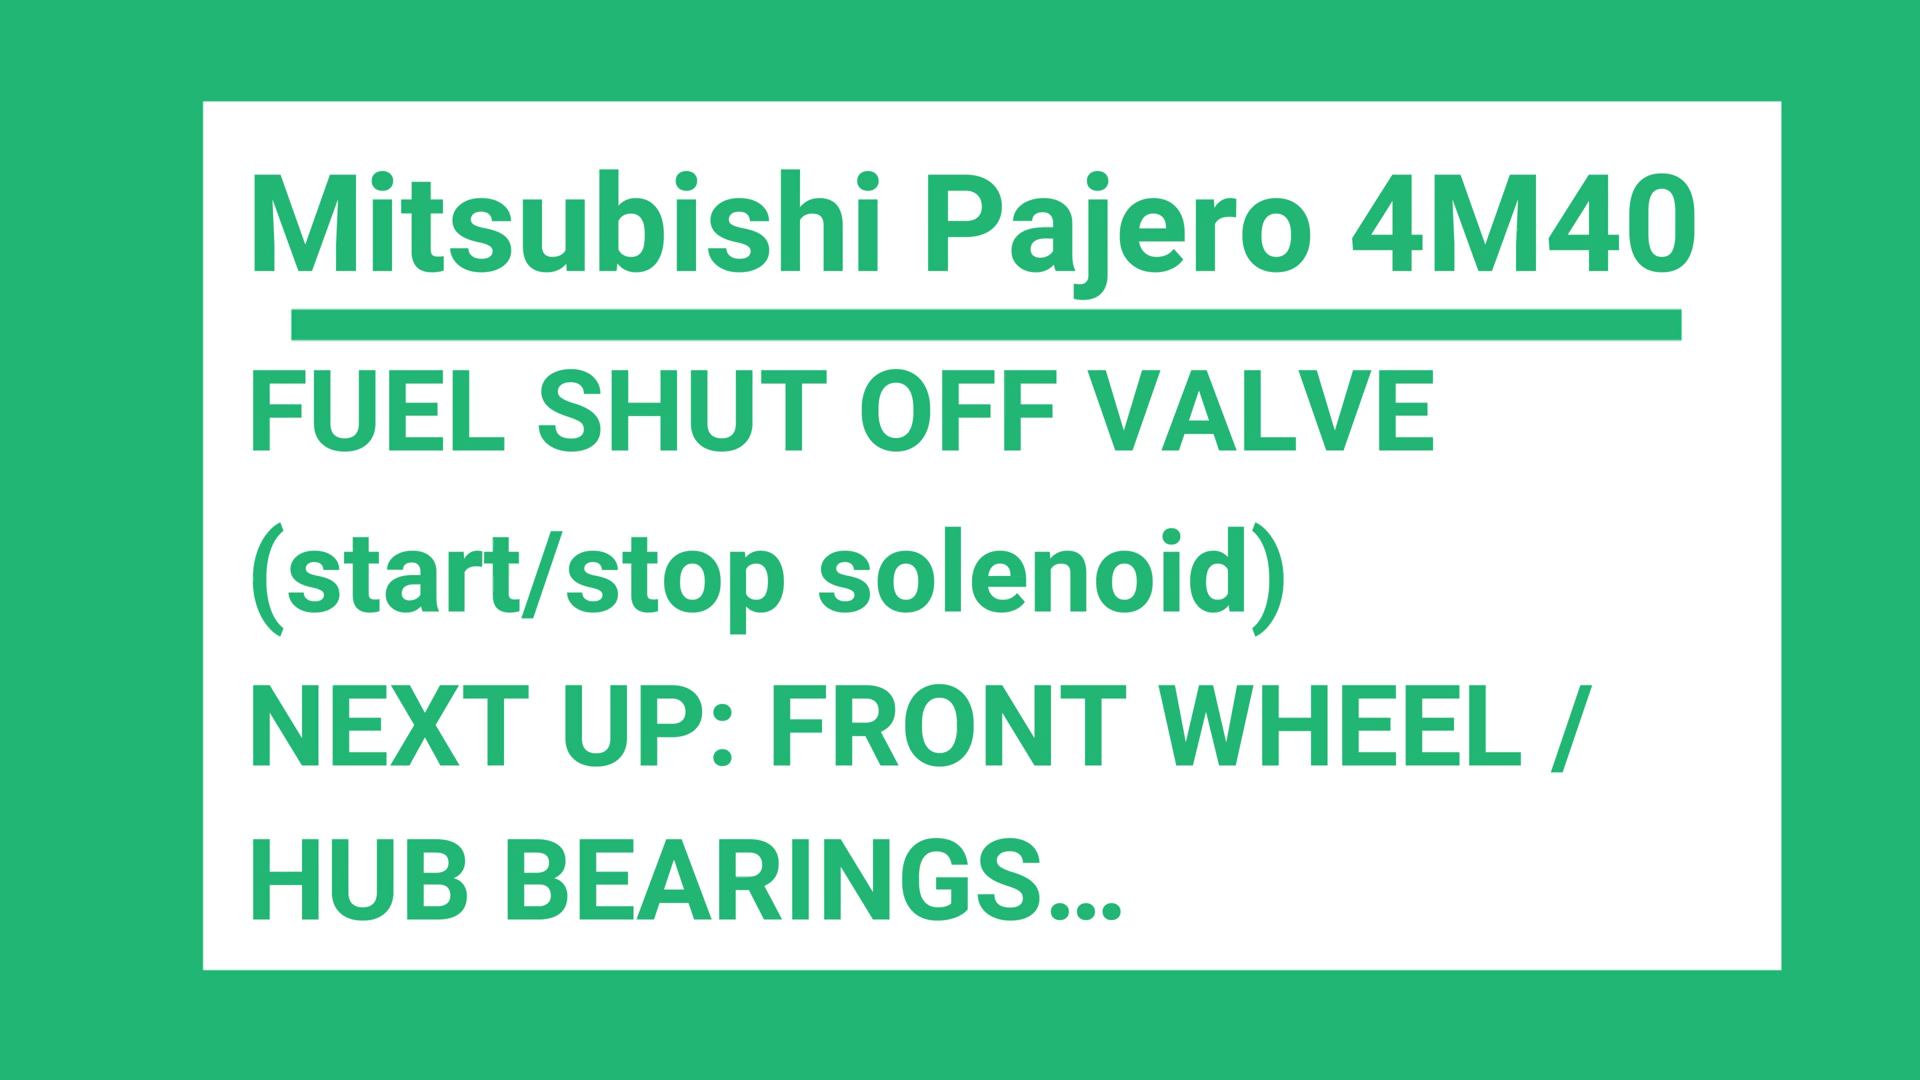 Mitsubishi Pajero 4M40
FUEL SHUT OFF VALVE
(start/stop solenoid)
NEXT UP: FRONT WHEEL /
HUB BEARINGS...